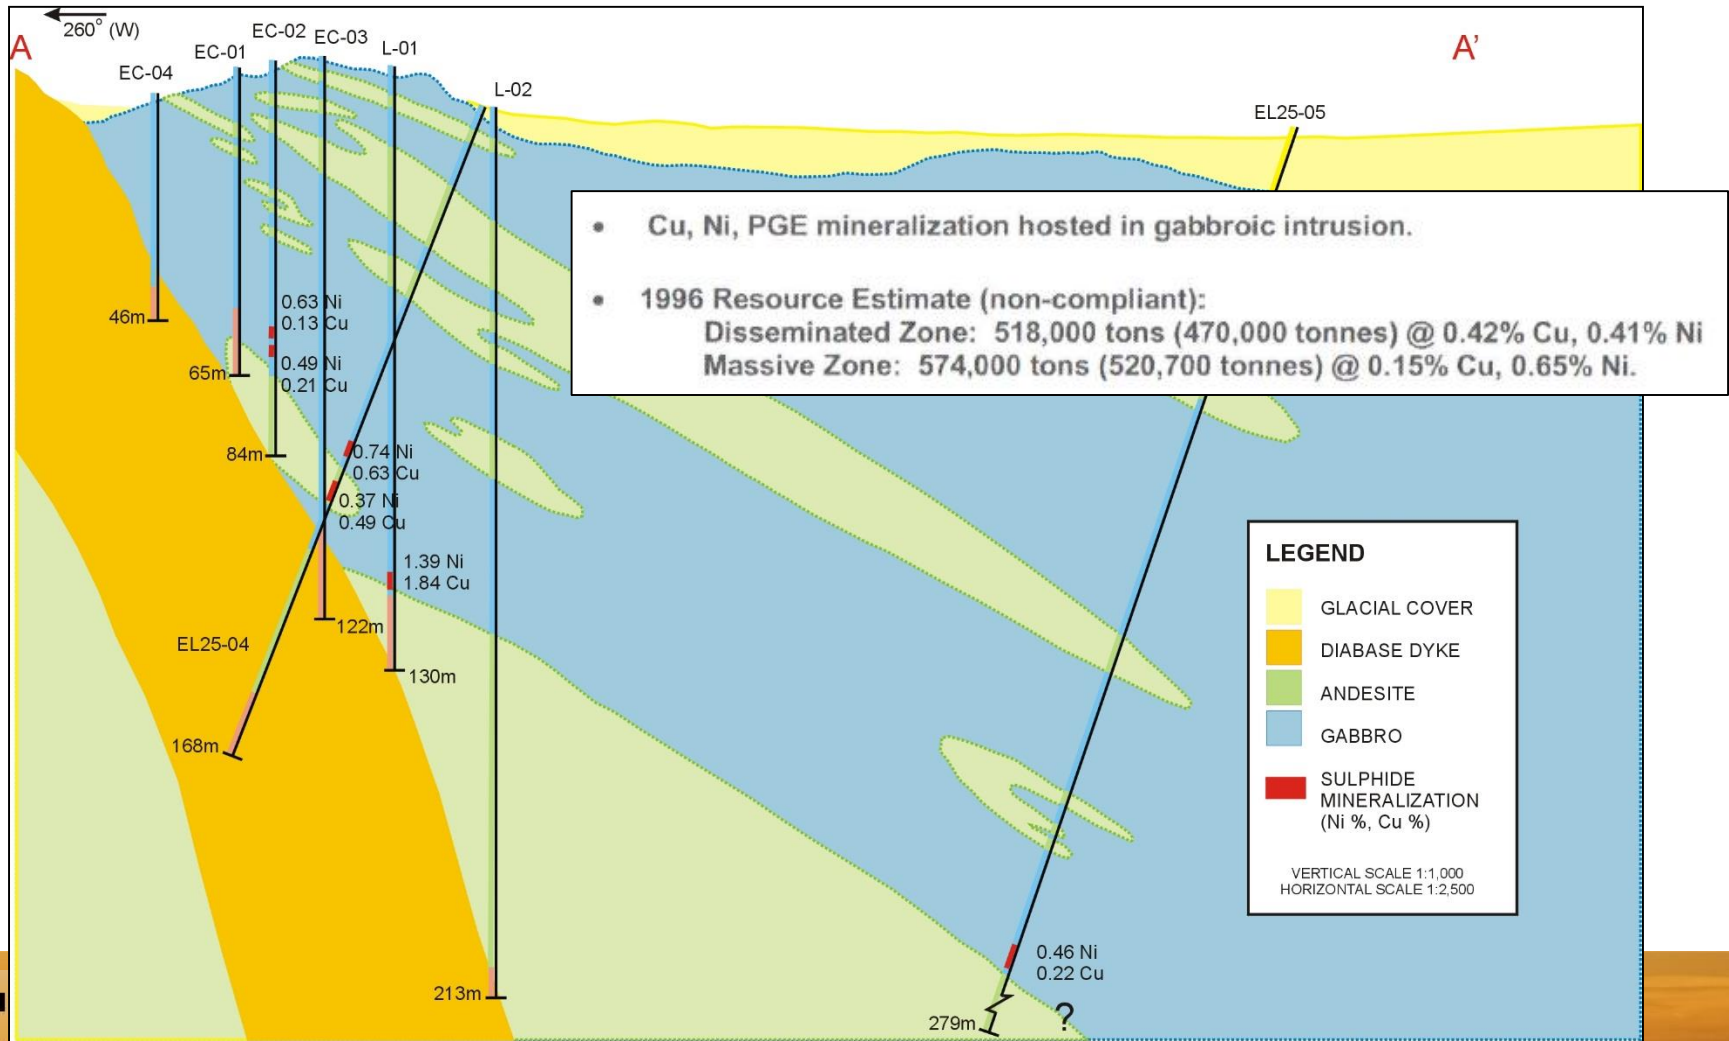 260° (W)
A
A’
EC-04
EC-01
EC-02
EC-03
L-01
L-02
EL25-05
• Cu, Ni, PGE mineralization hosted in gabbroic intrusion.
• 1996 Resource Estimate (non-compliant):
Disseminated Zone: 518,000 tons (470,000 tonnes) @ 0.42% Cu, 0.41% Ni
Massive Zone: 574,000 tons (520,700 tonnes) @ 0.15% Cu, 0.65% Ni.
46m
65m
0.63 Ni
0.13 Cu
0.49 Ni
0.21 Cu
84m
0.74 Ni
0.63 Cu
0.37 Ni
0.49 Cu
1.39 Ni
1.84 Cu
122m
EL25-04
130m
168m
213m
0.46 Ni
0.22 Cu
279m
?
LEGEND
GLACIAL COVER
DIABASE DYKE
ANDESITE
GABBRO
SULPHIDE
MINERALIZATION
(Ni %, Cu %)
VERTICAL SCALE 1:1,000
HORIZONTAL SCALE 1:2,500